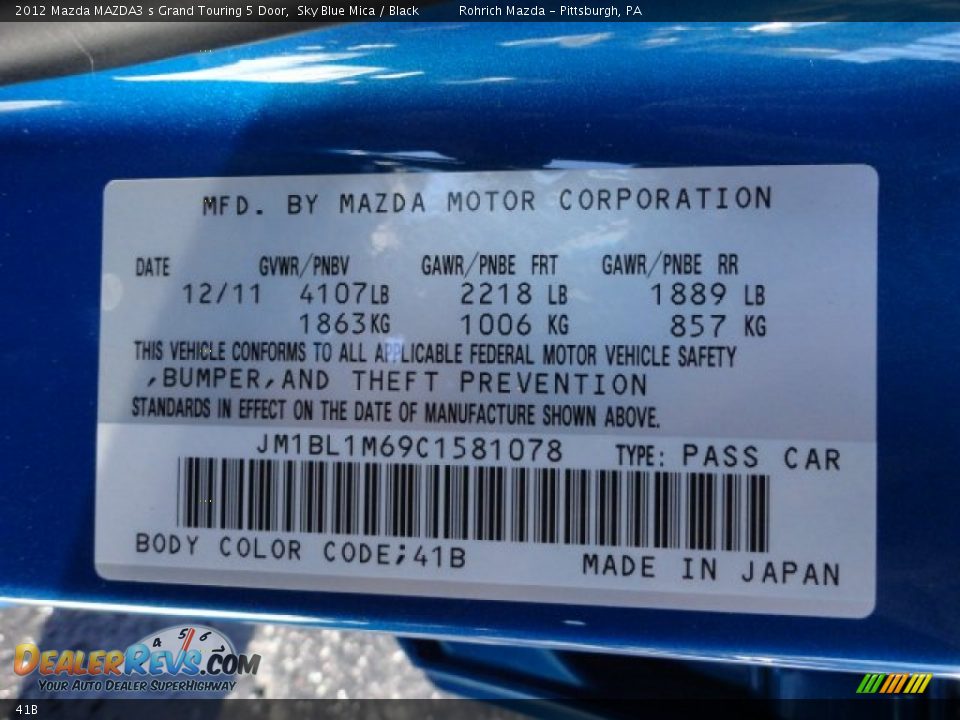 2012 Mazda MAZDA3 s Grand Touring 5 Door, Sky Blue Mica / Black Rohrich Mazda - Pittsburgh, PA
MFD. BY MAZDA MOTOR CORPORATION
DATE GVWR/PNBV GAWR/PNBE FRT GAWR/PNBE RR
12/11 4107LB 2218 LB 1889 LB
1863KG 1006 KG 857 KG
THIS VEHICLE CONFORMS TO ALL APPLICABLE FEDERAL MOTOR VEHICLE SAFETY
,BUMPER,AND THEFT PREVENTION
STANDARDS IN EFFECT ON THE DATE OF MANUFACTURE SHOWN ABOVE.
JM1BL1M69C1581078 TYPE: PASS CAR
BODY COLOR CODE;41B MADE IN JAPAN
4 5 6
DEALERREVS.COM
YOUR AUTO DEALER SUPERHIGHWAY
41B